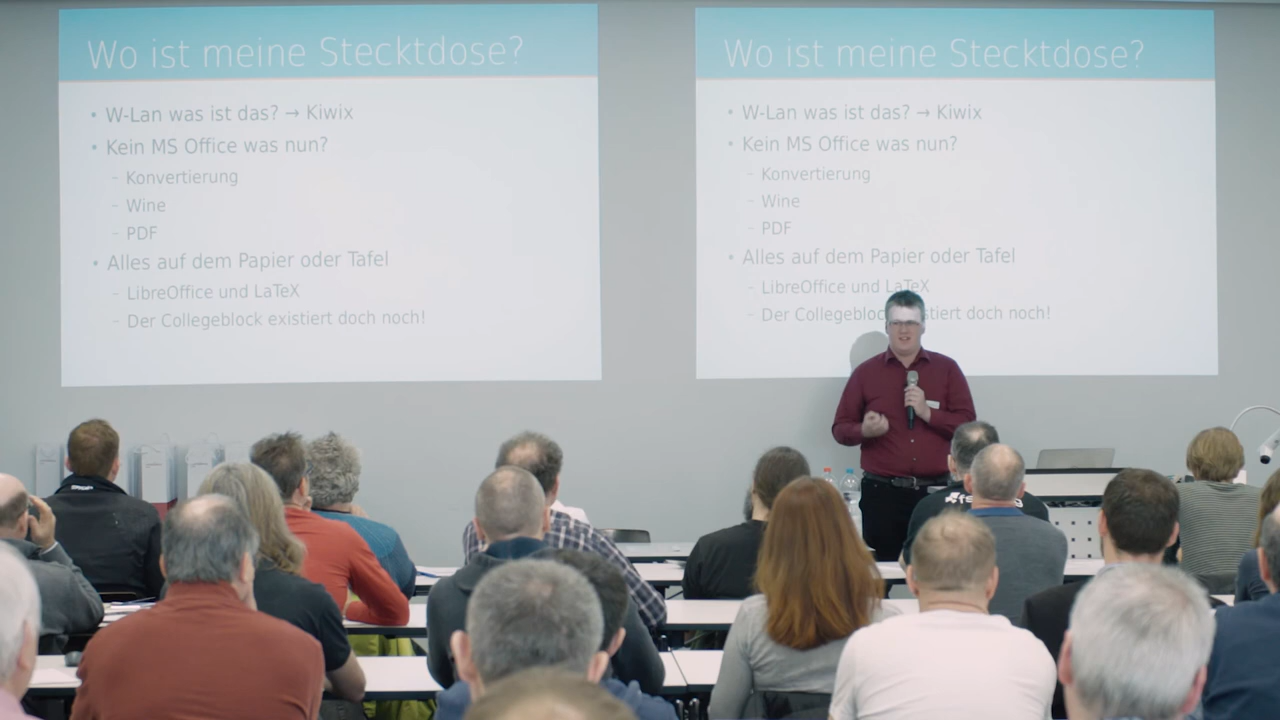 Wo ist meine Stecktdose?
• W-Lan was ist das? → Kiwix
• Kein MS Office was nun?
– Konvertierung
– Wine
– PDF
• Alles auf dem Papier oder Tafel
– LibreOffice und LaTeX
– Der Collegeblock existiert doch noch!
Wo ist meine Stecktdose?
• W-Lan was ist das? → Kiwix
• Kein MS Office was nun?
– Konvertierung
– Wine
– PDF
• Alles auf dem Papier oder Tafel
– LibreOffice und LaTeX
– Der Collegeblock existiert doch noch!